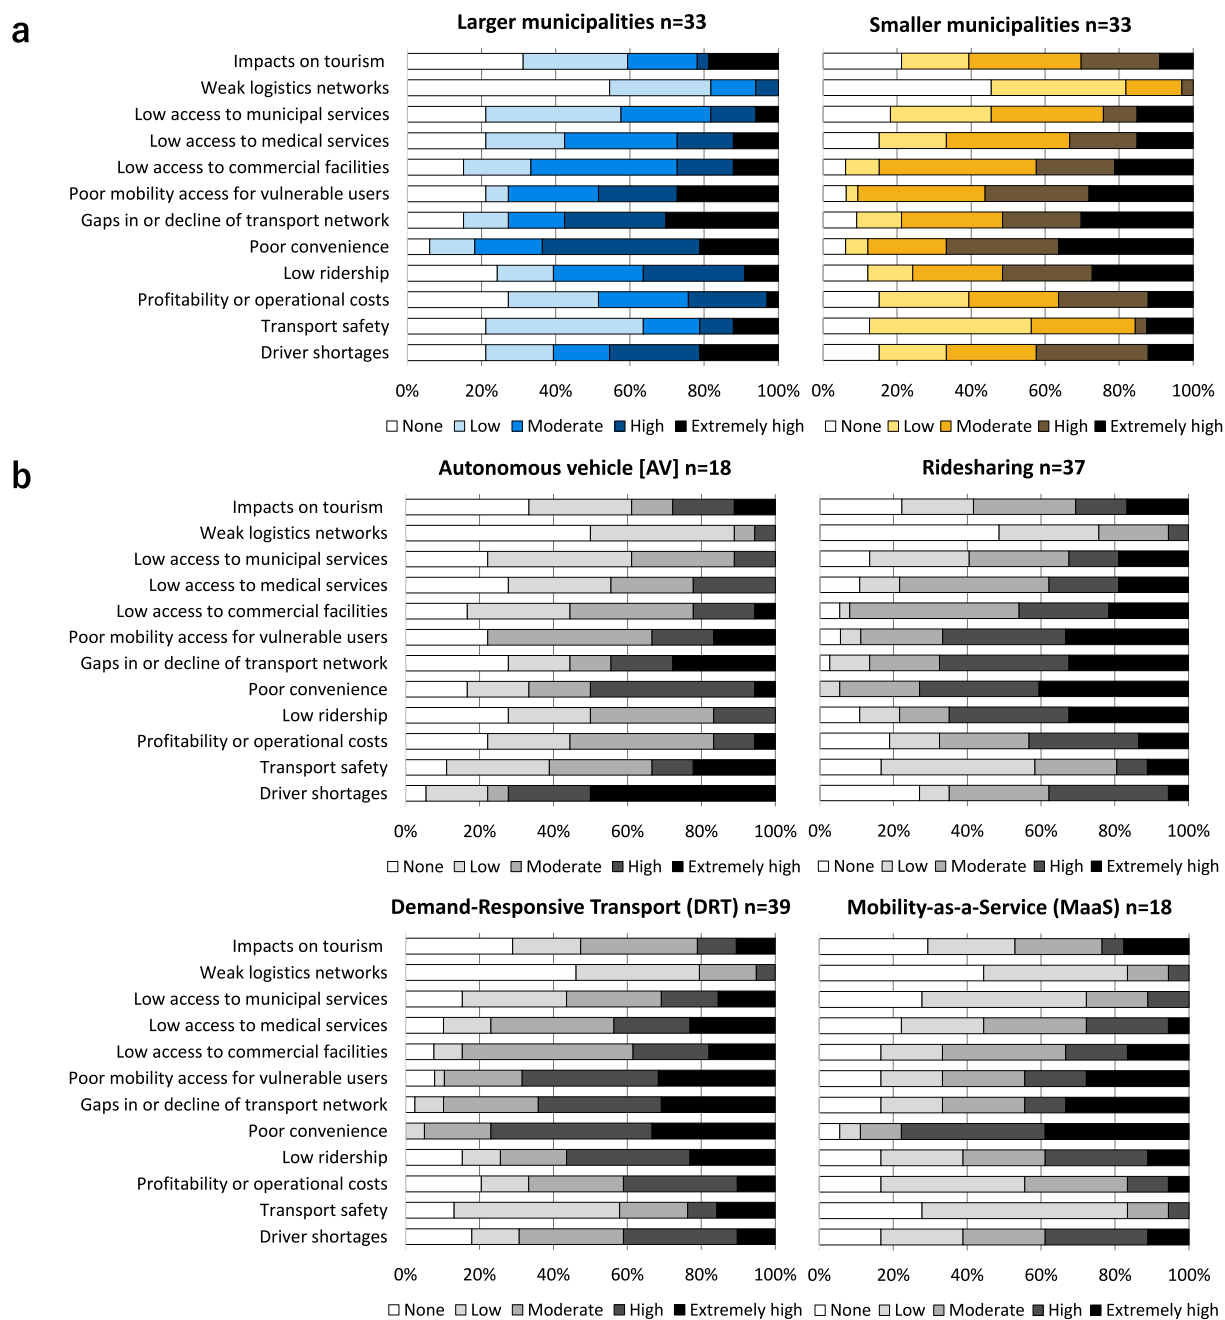 a
Larger municipalities n=33
Smaller municipalities n=33
Impacts on tourism
Weak logistics networks
Low access to municipal services
Low access to medical services
Low access to commercial facilities
Poor mobility access for vulnerable users
Gaps in or decline of transport network
Poor convenience
Low ridership
Profitability or operational costs
Transport safety
Driver shortages
0% 20% 40% 60% 80% 100%
0% 20% 40% 60% 80% 100%
None Low Moderate High Extremely high
None Low Moderate High Extremely high
b
Autonomous vehicle [AV] n=18
Ridesharing n=37
Impacts on tourism
Weak logistics networks
Low access to municipal services
Low access to medical services
Low access to commercial facilities
Poor mobility access for vulnerable users
Gaps in or decline of transport network
Poor convenience
Low ridership
Profitability or operational costs
Transport safety
Driver shortages
0% 20% 40% 60% 80% 100%
0% 20% 40% 60% 80% 100%
None Low Moderate High Extremely high
None Low Moderate High Extremely high
Demand-Responsive Transport (DRT) n=39
Mobility-as-a-Service (MaaS) n=18
Impacts on tourism
Weak logistics networks
Low access to municipal services
Low access to medical services
Low access to commercial facilities
Poor mobility access for vulnerable users
Gaps in or decline of transport network
Poor convenience
Low ridership
Profitability or operational costs
Transport safety
Driver shortages
0% 20% 40% 60% 80% 100%
0% 20% 40% 60% 80% 100%
None Low Moderate High Extremely high
None Low Moderate High Extremely high